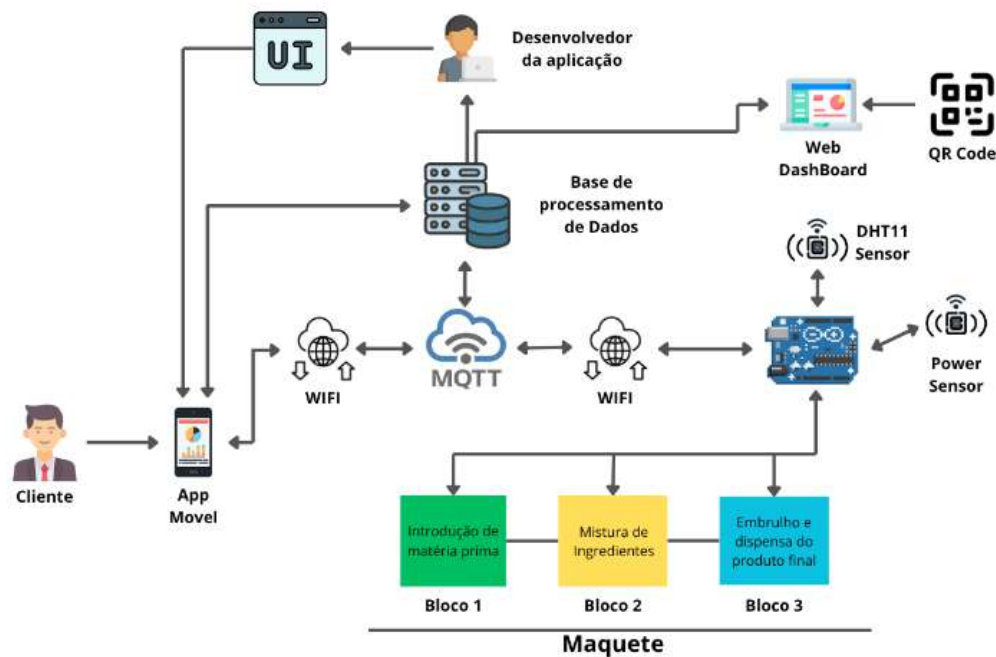 UI
Desenvolvedor
da aplicação
Web
DashBoard
QR Code
Base de
processamento
de Dados
DHT11
Sensor
WIFI
MQTT
WIFI
Power
Sensor
Cliente
App
Movel
Introdução de
matéria prima
Mistura de
Ingredientes
Embrulho e
dispensa do
produto final
Bloco 1
Bloco 2
Bloco 3
Maquete